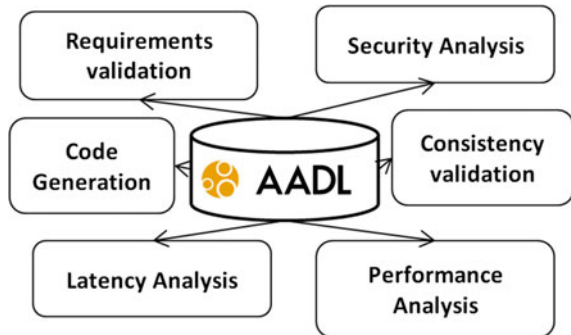 Requirements
validation
Security Analysis
Code
Generation
AADL
Consistency
validation
Latency Analysis
Performance
Analysis